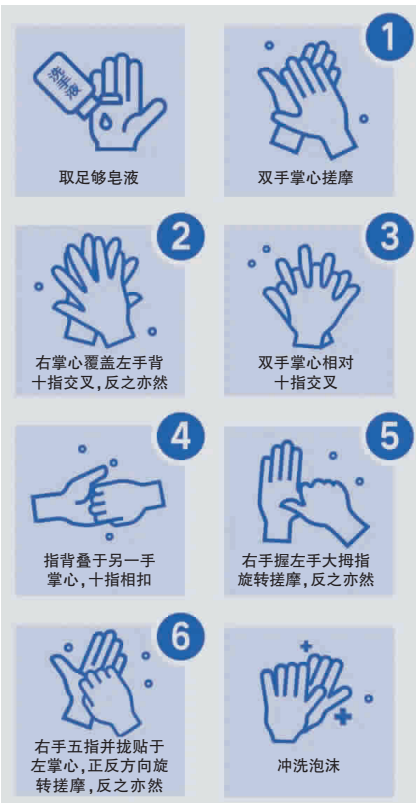 洗手液
取足够皂液
1
双手掌心搓摩
2
右掌心覆盖左手背
十指交叉,反之亦然
3
双手掌心相对
十指交叉
4
指背叠于另一手
掌心,十指相扣
5
右手握左手大拇指
旋转搓摩,反之亦然
6
右手五指并拢贴于
左掌心,正反方向旋
转搓摩,反之亦然
冲洗泡沫